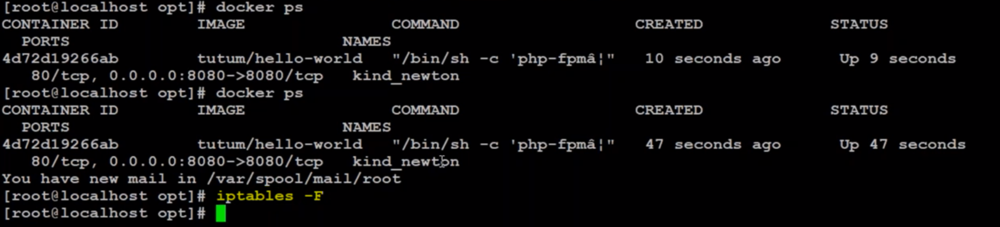 [root@localhost opt]# docker ps
CONTAINER ID IMAGE COMMAND CREATED STATUS
PORTS NAMES
4d72d19266ab tutum/hello-world "/bin/sh -c 'php-fpmâ¦" 10 seconds ago Up 9 seconds
80/tcp, 0.0.0.0:8080->8080/tcp kind_newton
[root@localhost opt]# docker ps
CONTAINER ID IMAGE COMMAND CREATED STATUS
PORTS NAMES
4d72d19266ab tutum/hello-world "/bin/sh -c 'php-fpmâ¦" 47 seconds ago Up 47 seconds
80/tcp, 0.0.0.0:8080->8080/tcp kind_newton
You have new mail in /var/spool/mail/root
[root@localhost opt]# iptables -F
[root@localhost opt]#